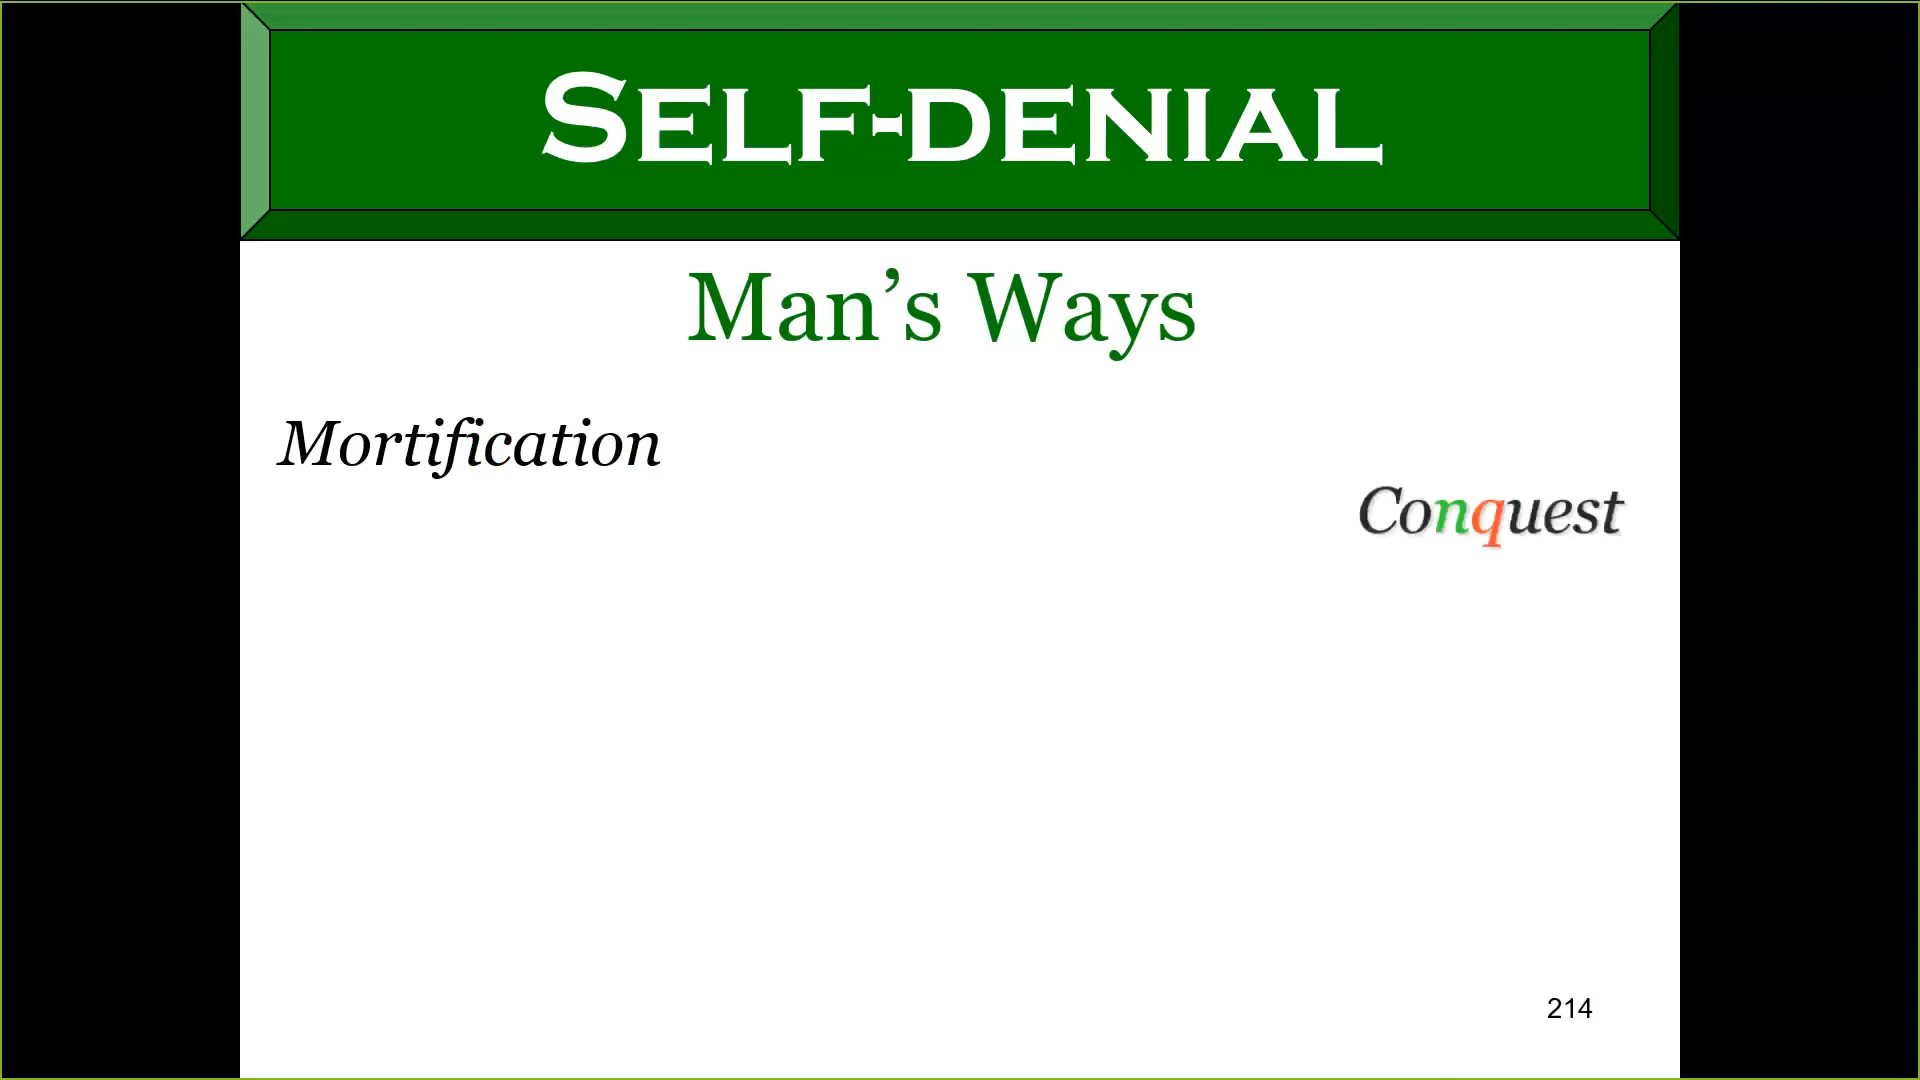 SELF-DENIAL
Man’s Ways
Mortification
Conquest
214